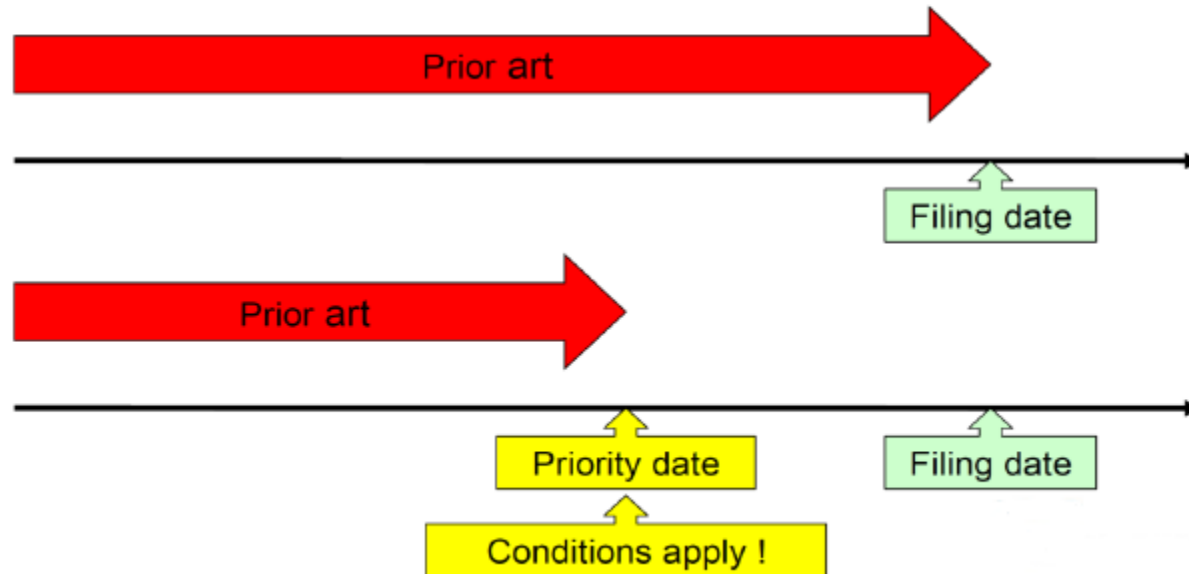 Prior art
Filing date
Prior art
Priority date
Filing date
Conditions apply !